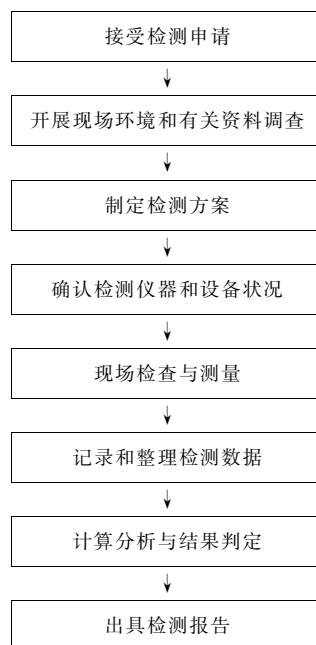 接受检测申请
开展现场环境和有关资料调查
制定检测方案
确认检测仪器和设备状况
现场检查与测量
记录和整理检测数据
计算分析与结果判定
出具检测报告